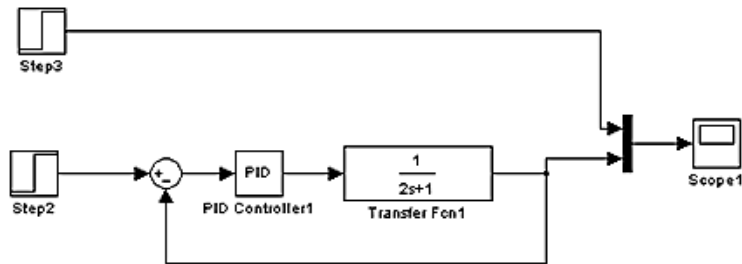 Step3
Step2
+
−
PID
PID Controller1
1
2s+1
Transfer Fcn1
Scope1